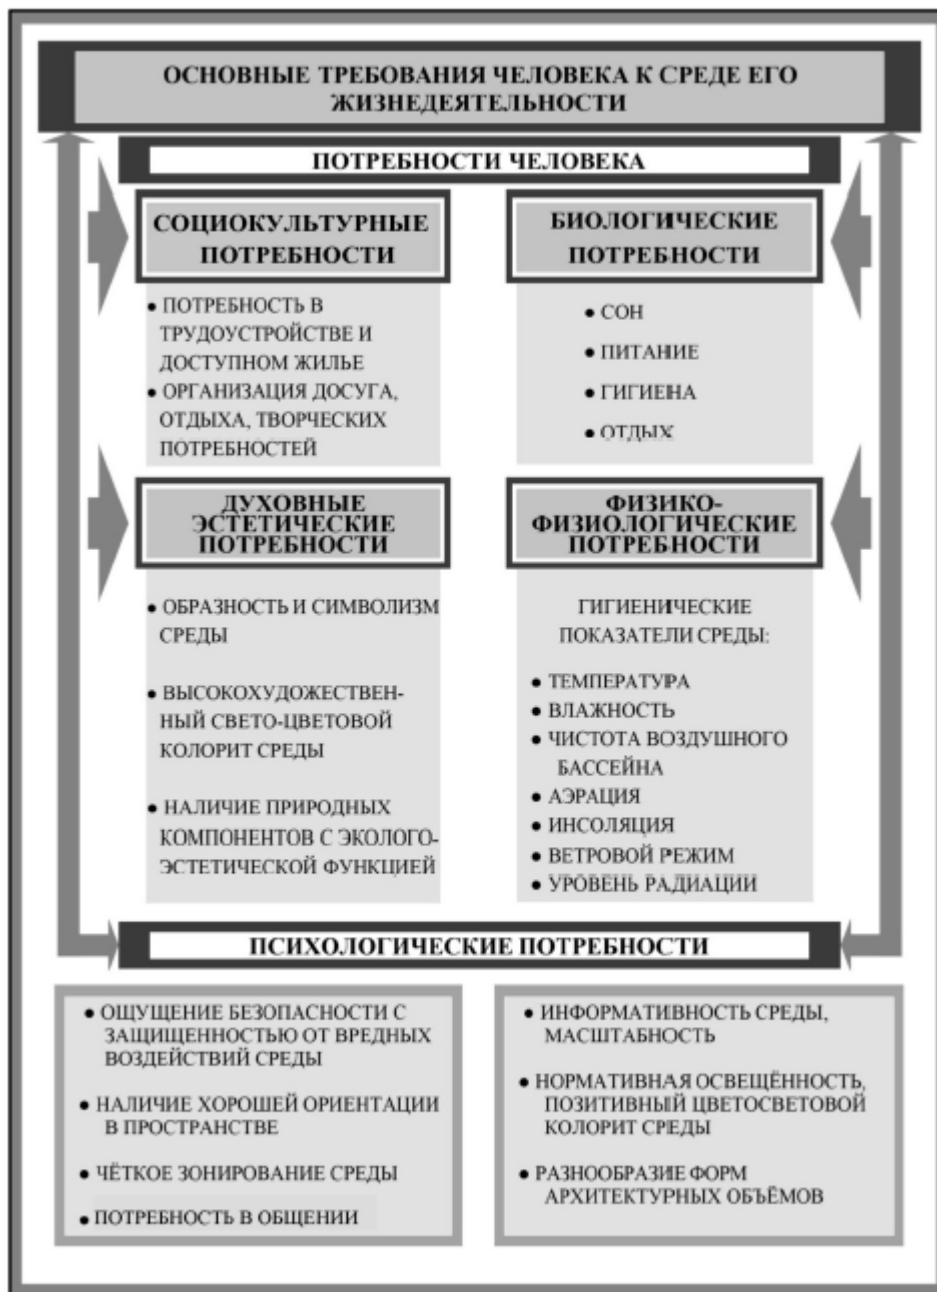 ОСНОВНЫЕ ТРЕБОВАНИЯ ЧЕЛОВЕКА К СРЕДЕ ЕГО
ЖИЗНЕДЕЯТЕЛЬНОСТИ
ПОТРЕБНОСТИ ЧЕЛОВЕКА
СОЦИОКУЛЬТУРНЫЕ
ПОТРЕБНОСТИ
● ПОТРЕБНОСТЬ В
ТРУДОУСТРОЙСТВЕ И
ДОСТУПНОМ ЖИЛЬЕ
● ОРГАНИЗАЦИЯ ДОСУГА,
ОТДЫХА, ТВОРЧЕСКИХ
ПОТРЕБНОСТЕЙ
БИОЛОГИЧЕСКИЕ
ПОТРЕБНОСТИ
● СОН
● ПИТАНИЕ
● ГИГИЕНА
● ОТДЫХ
ДУХОВНЫЕ
ЭСТЕТИЧЕСКИЕ
ПОТРЕБНОСТИ
● ОБРАЗНОСТЬ И СИМВОЛИЗМ
СРЕДЫ
● ВЫСОКОХУДОЖЕСТВЕН-
НЫЙ СВЕТО-ЦВЕТОВОЙ
КОЛОРИТ СРЕДЫ
● НАЛИЧИЕ ПРИРОДНЫХ
КОМПОНЕНТОВ С ЭКОЛОГО-
ЭСТЕТИЧЕСКОЙ ФУНКЦИЕЙ
ФИЗИКО-
ФИЗИОЛОГИЧЕСКИЕ
ПОТРЕБНОСТИ
ГИГИЕНИЧЕСКИЕ
ПОКАЗАТЕЛИ СРЕДЫ:
● ТЕМПЕРАТУРА
● ВЛАЖНОСТЬ
● ЧИСТОТА ВОЗДУШНОГО
БАССЕЙНА
● АЭРАЦИЯ
● ИНСОЛЯЦИЯ
● ВЕТРОВОЙ РЕЖИМ
● УРОВЕНЬ РАДИАЦИИ
ПСИХОЛОГИЧЕСКИЕ ПОТРЕБНОСТИ
● ОЩУЩЕНИЕ БЕЗОПАСНОСТИ С
ЗАЩИЩЕННОСТЬЮ ОТ ВРЕДНЫХ
ВОЗДЕЙСТВИЙ СРЕДЫ
● НАЛИЧИЕ ХОРОШЕЙ ОРИЕНТАЦИИ
В ПРОСТРАНСТВЕ
● ЧЁТКОЕ ЗОНИРОВАНИЕ СРЕДЫ
● ПОТРЕБНОСТЬ В ОБЩЕНИИ
● ИНФОРМАТИВНОСТЬ СРЕДЫ,
МАСШТАБНОСТЬ
● НОРМАТИВНАЯ ОСВЕЩЁННОСТЬ,
ПОЗИТИВНЫЙ ЦВЕТОСВЕТОВОЙ
КОЛОРИТ СРЕДЫ
● РАЗНООБРАЗИЕ ФОРМ
АРХИТЕКТУРНЫХ ОБЪЁМОВ